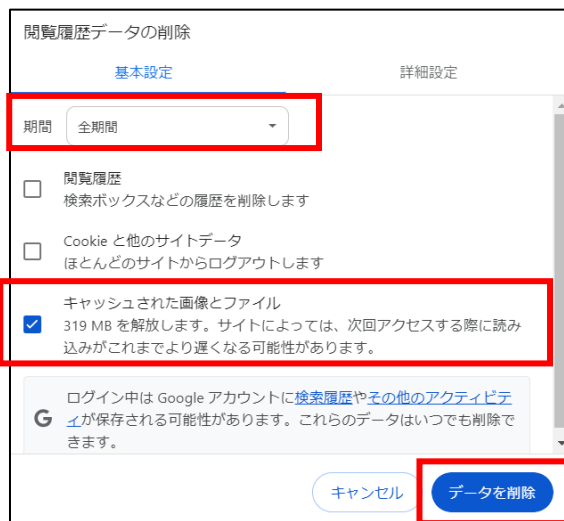 閲覧履歴データの削除
基本設定
詳細設定
期間
全期間
閲覧履歴
検索ボックスなどの履歴を削除します
Cookie と他のサイトデータ
ほとんどのサイトからログアウトします
キャッシュされた画像とファイル
319 MB を解放します。サイトによっては、次回アクセスする際に読み
込みがこれまでより遅くなる可能性があります。
ログイン中は Google アカウントに検索履歴やその他のアクティビテ
ィが保存される可能性があります。これらのデータはいつでも削除で
きます。
キャンセル
データを削除